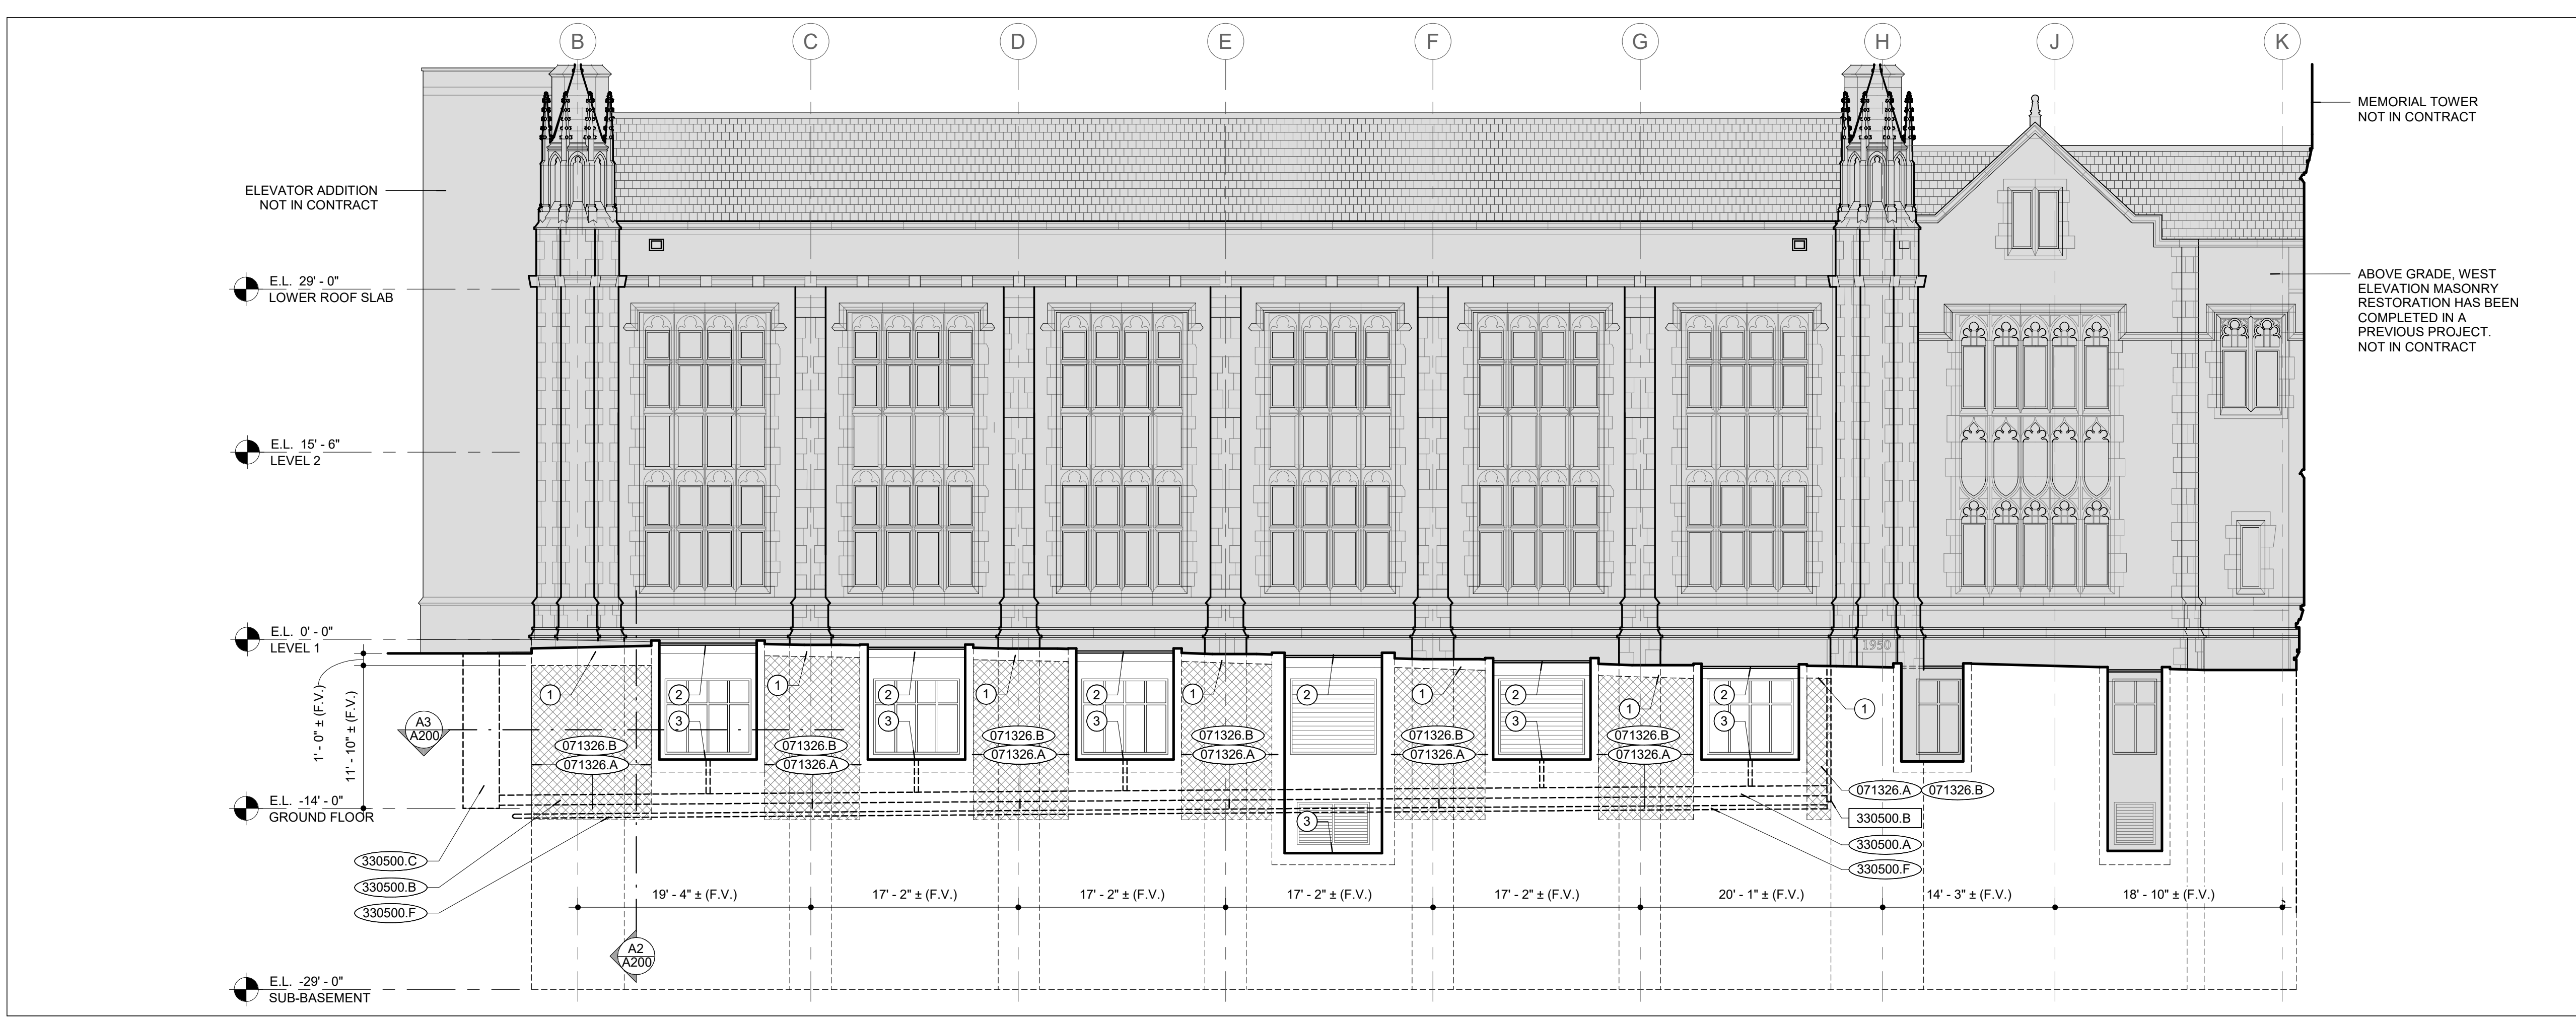 B
C
D
E
F
G
H
J
K
MEMORIAL TOWER
NOT IN CONTRACT
ELEVATOR ADDITION
NOT IN CONTRACT
E.L. 29' - 0"
LOWER ROOF SLAB
ABOVE GRADE, WEST
ELEVATION MASONRY
RESTORATION HAS BEEN
COMPLETED IN A
PREVIOUS PROJECT.
NOT IN CONTRACT
E.L. 15' - 6"
LEVEL 2
E.L. 0' - 0"
LEVEL 1
1950
1' - 0" ± (F.V.)
11' - 10" ± (F.V.)
A3
A200
1
2
3
1
2
3
1
2
3
1
2
3
1
2
3
1
2
3
1
071326.B
071326.A
071326.B
071326.A
071326.B
071326.A
071326.B
071326.A
071326.B
071326.A
071326.B
071326.A
071326.A
071326.B
E.L. -14' - 0"
GROUND FLOOR
330500.B
330500.A
330500.F
330500.C
330500.B
330500.F
19' - 4" ± (F.V.)
17' - 2" ± (F.V.)
17' - 2" ± (F.V.)
17' - 2" ± (F.V.)
17' - 2" ± (F.V.)
20' - 1" ± (F.V.)
14' - 3" ± (F.V.)
18' - 10" ± (F.V.)
A2
A200
E.L. -29' - 0"
SUB-BASEMENT